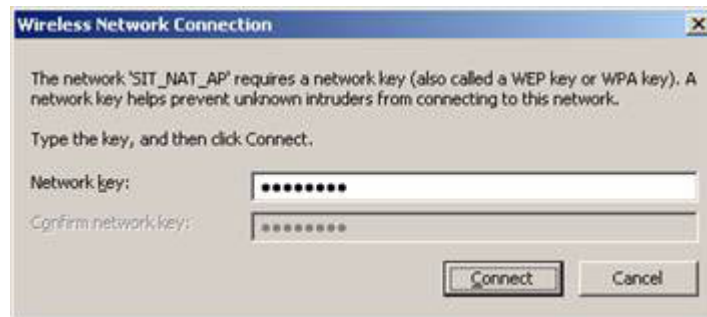 Wireless Network Connection
The network 'SIT_NAT_AP' requires a network key (also called a WEP key or WPA key). A
network key helps prevent unknown intruders from connecting to this network.
Type the key, and then click Connect.
Network key: ••••••••
Confirm network key: ••••••••
Connect Cancel